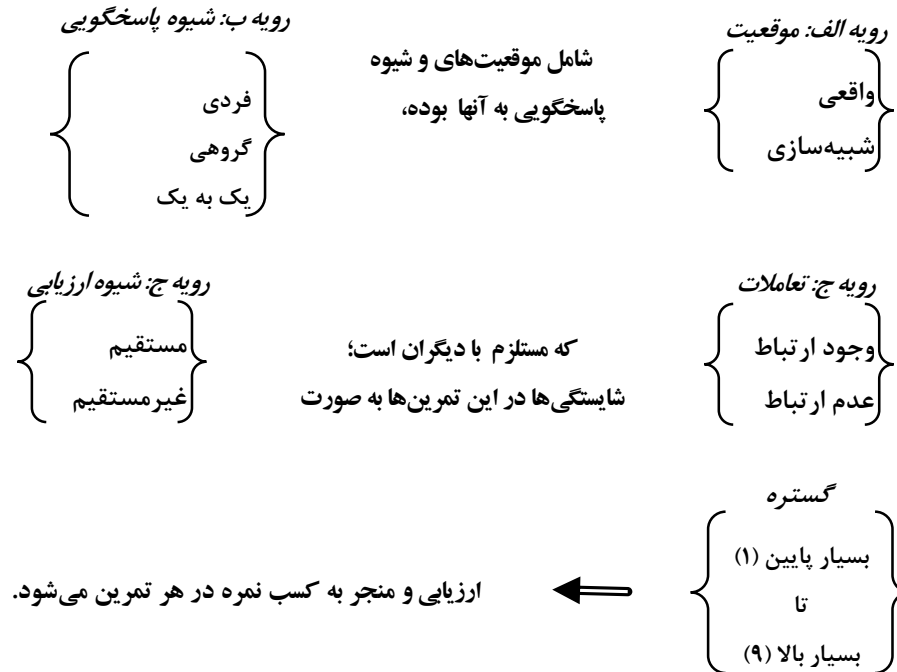 رویه الف: موقعیت
واقعی
شبیه‌سازی
شامل موقعیت‌های و شیوه
پاسخگویی به آنها بوده،
رویه ب: شیوه پاسخگویی
فردی
گروهی
یک به یک
رویه ج: تعاملات
وجود ارتباط
عدم ارتباط
که مستلزم با دیگران است؛
شایستگی‌ها در این تمرین‌ها به صورت
رویه ج: شیوه ارزیابی
مستقیم
غیرمستقیم
گستره
بسیار پایین (۱)
تا
بسیار بالا (۹)
ارزیابی و منجر به کسب نمره در هر تمرین می‌شود.